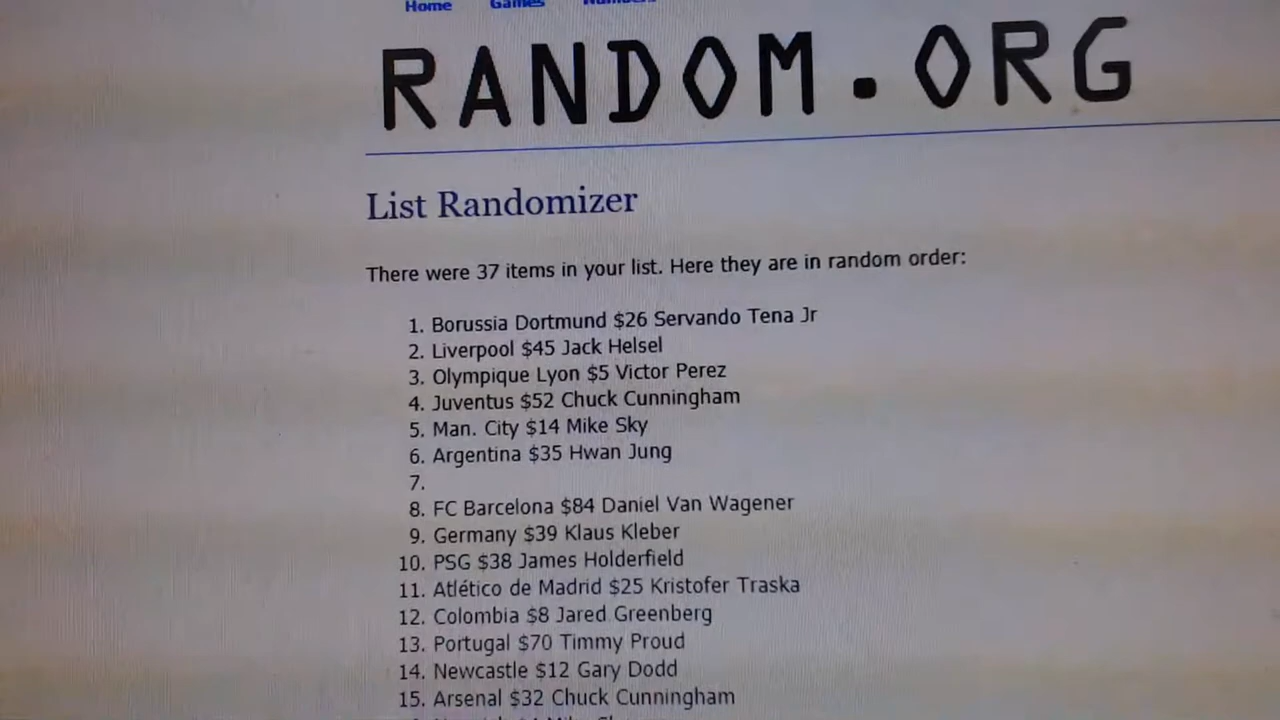 Home Games Numbers
RANDOM.ORG
List Randomizer
There were 37 items in your list. Here they are in random order:
1. Borussia Dortmund $26 Servando Tena Jr
2. Liverpool $45 Jack Helsel
3. Olympique Lyon $5 Victor Perez
4. Juventus $52 Chuck Cunningham
5. Man. City $14 Mike Sky
6. Argentina $35 Hwan Jung
7.
8. FC Barcelona $84 Daniel Van Wagener
9. Germany $39 Klaus Kleber
10. PSG $38 James Holderfield
11. Atlético de Madrid $25 Kristofer Traska
12. Colombia $8 Jared Greenberg
13. Portugal $70 Timmy Proud
14. Newcastle $12 Gary Dodd
15. Arsenal $32 Chuck Cunningham